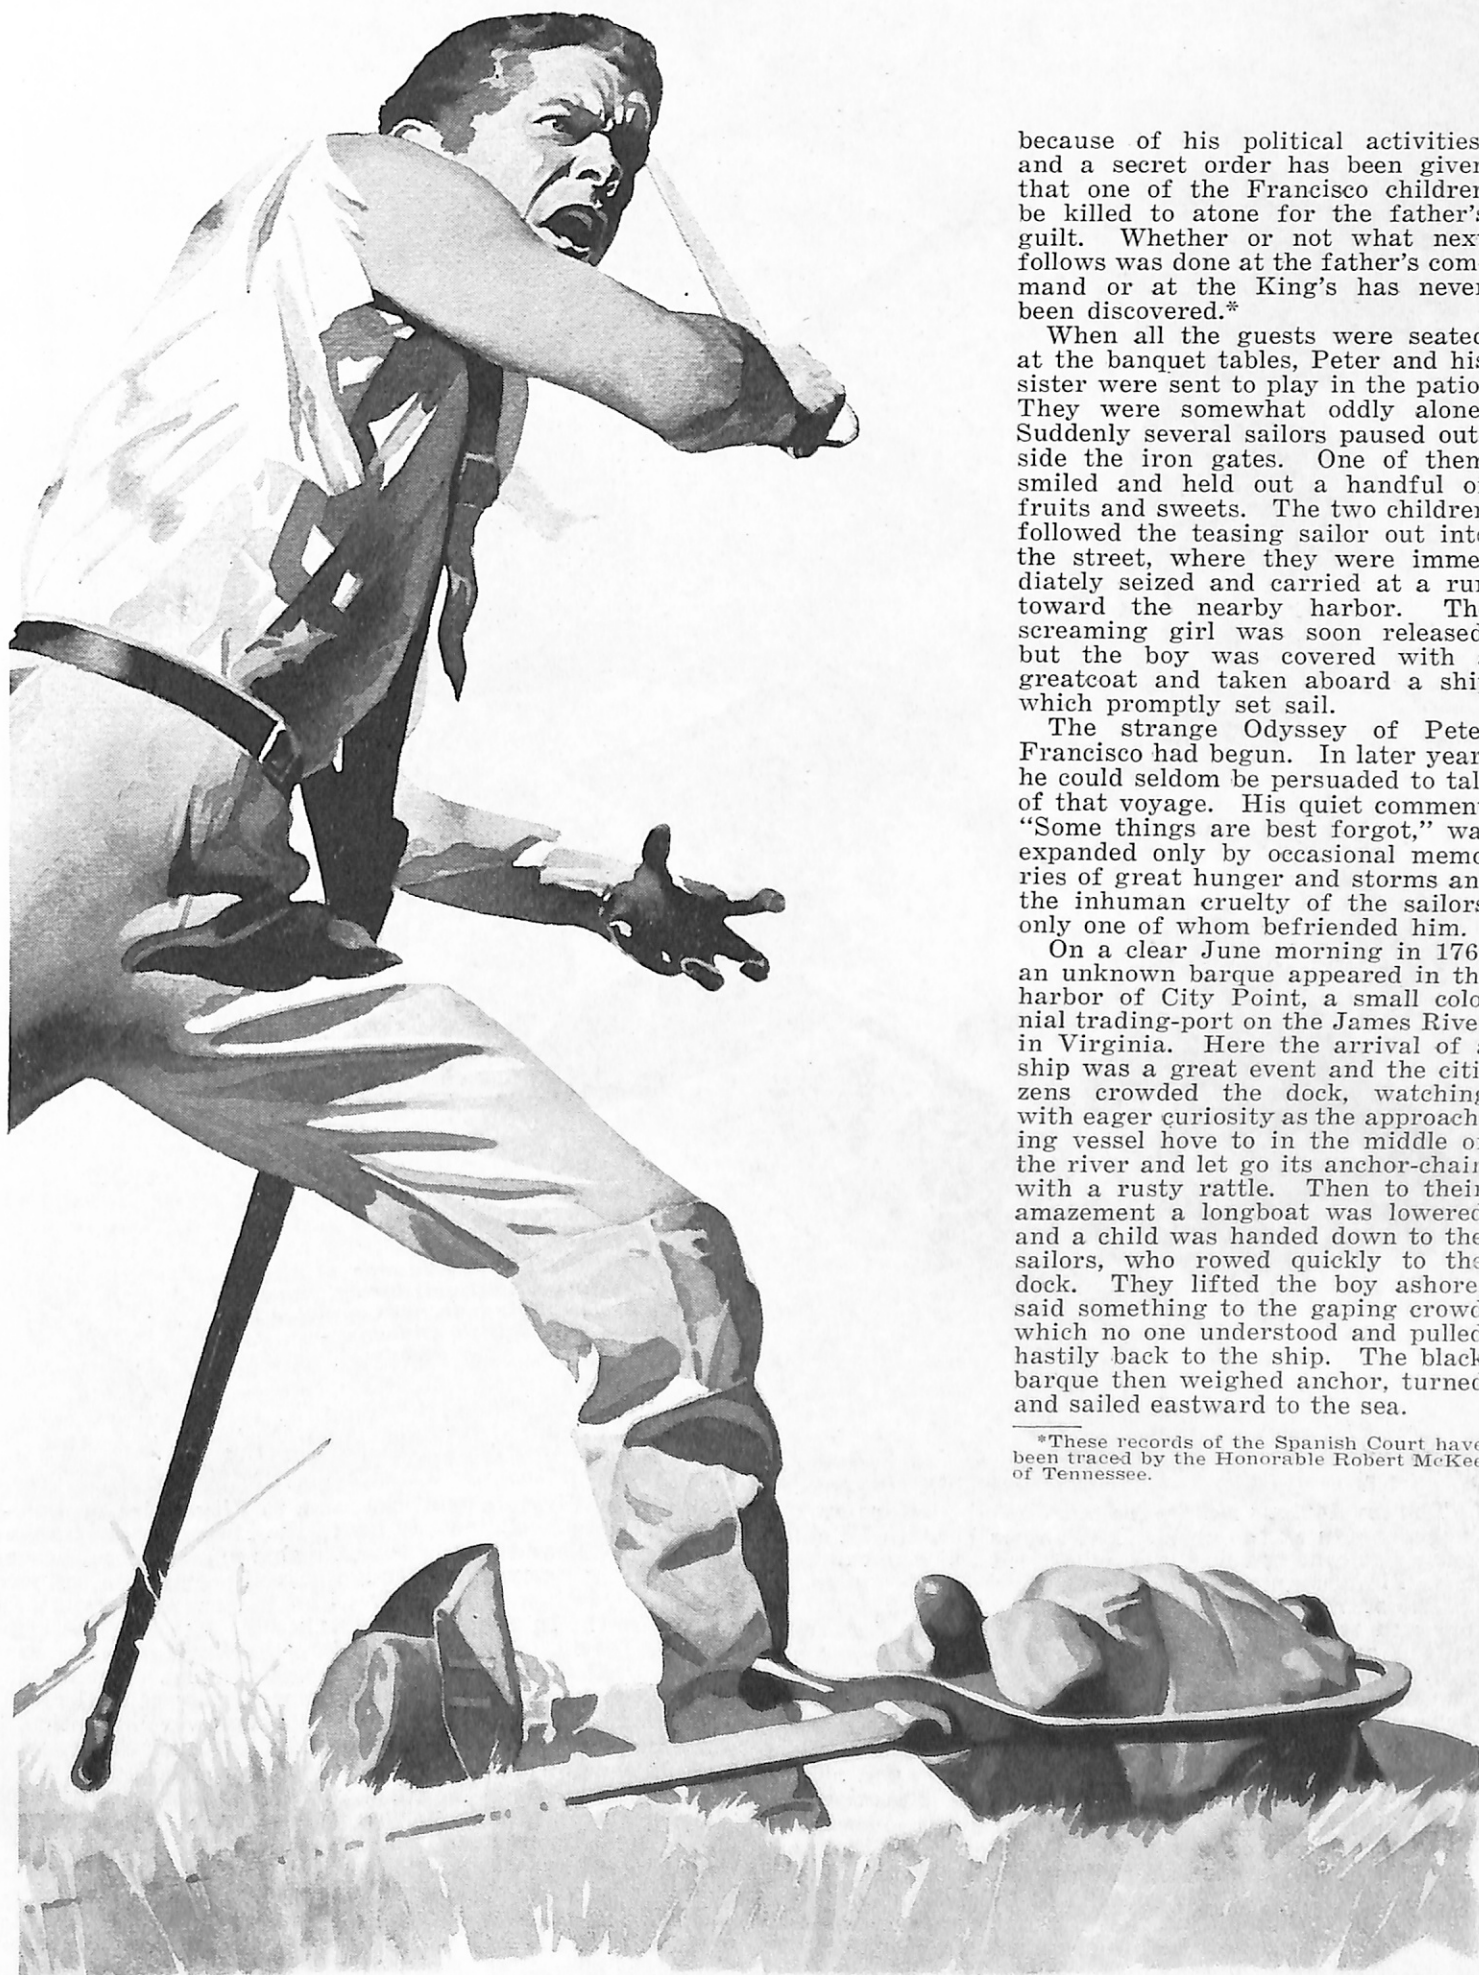 because of his political activities
and a secret order has been given
that one of the Francisco children
be killed to atone for the father's
guilt. Whether or not what next
follows was done at the father's com-
mand or at the King's has never
been discovered.*
When all the guests were seated
at the banquet tables, Peter and his
sister were sent to play in the patio
They were somewhat oddly alone.
Suddenly several sailors paused out-
side the iron gates. One of them
smiled and held out a handful of
fruits and sweets. The two children
followed the teasing sailor out into
the street, where they were imme-
diately seized and carried at a run
toward the nearby harbor. Th
screaming girl was soon released
but the boy was covered with a
greatcoat and taken aboard a ship
which promptly set sail.
The strange Odyssey of Pete
Francisco had begun. In later year
he could seldom be persuaded to tal
of that voyage. His quiet comment
“Some things are best forgot,” wa
expanded only by occasional memo
ries of great hunger and storms an
the inhuman cruelty of the sailors
only one of whom befriended him.
On a clear June morning in 176
an unknown barque appeared in th
harbor of City Point, a small colo
nial trading-port on the James Rive
in Virginia. Here the arrival of a
ship was a great event and the citi
zens crowded the dock, watching
with eager curiosity as the approach-
ing vessel hove to in the middle of
the river and let go its anchor-chain
with a rusty rattle. Then to their
amazement a longboat was lowered
and a child was handed down to the
sailors, who rowed quickly to the
dock. They lifted the boy ashore,
said something to the gaping crowd
which no one understood and pulled
hastily back to the ship. The black
barque then weighed anchor, turned
and sailed eastward to the sea.
*These records of the Spanish Court have
been traced by the Honorable Robert McKee
of Tennessee.